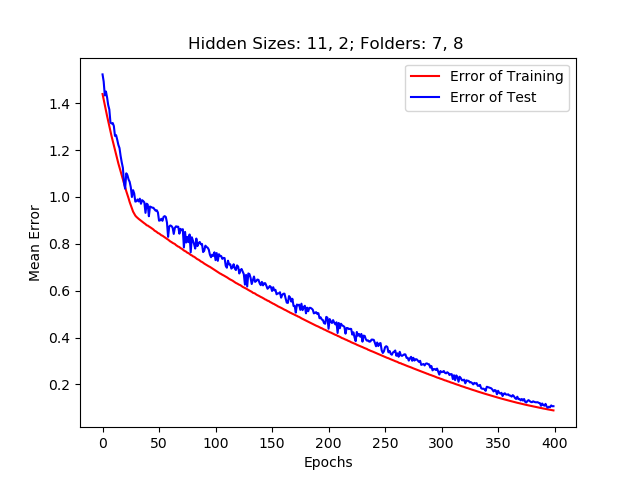 Hidden Sizes: 11, 2; Folders: 7, 8
Error of Training
Error of Test
Mean Error
1.4
1.2
1.0
0.8
0.6
0.4
0.2
0 50 100 150 200 250 300 350 400
Epochs